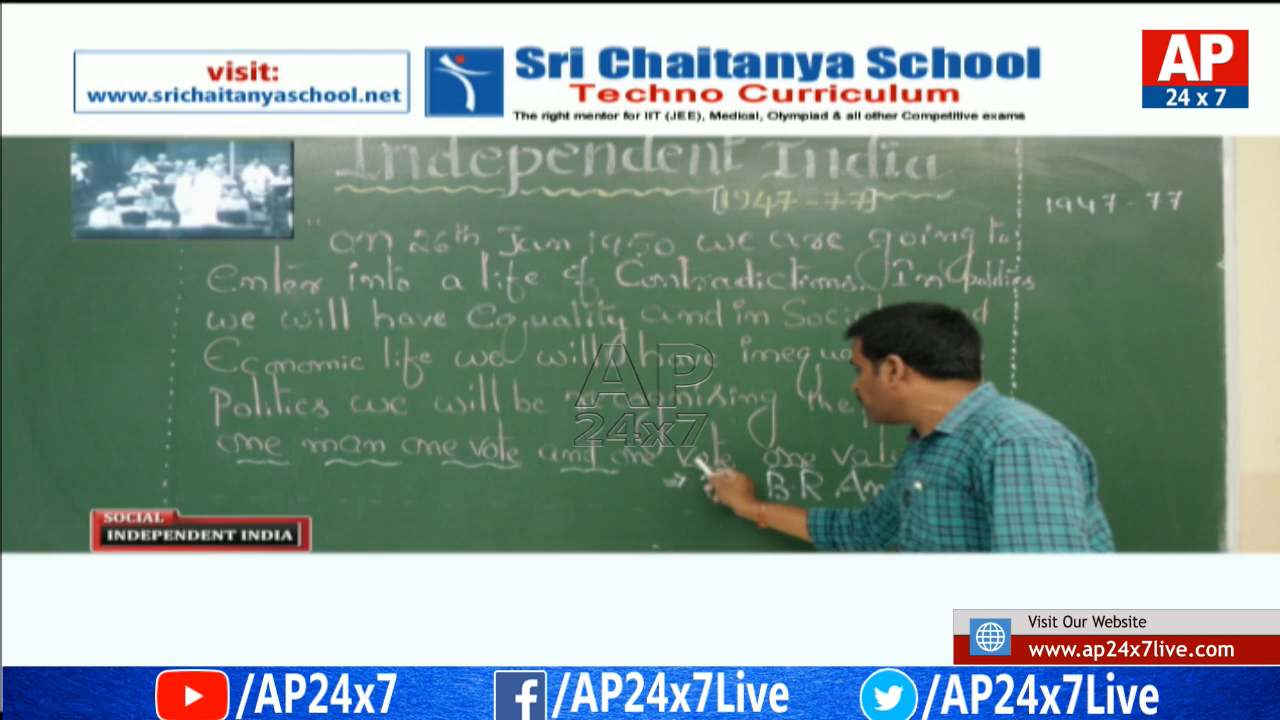 visit:
www.srichaitanyaschool.net
Sri Chaitanya School
Techno Curriculum
The right mentor for IIT (JEE), Medical, Olympiad & all other Competitive exams
AP
24 x 7
Independent India
[1947-77]
1947-77
"On 26th Jan 1950 we are going to
enter into a life of Contradictions. In politics
we will have equality and in Social
Economic life we will have
Politics we will be recognising the
one man one vote and one vote one
B.R
AP
24x7
SOCIAL
INDEPENDENT INDIA
Visit Our Website
www.ap24x7live.com
/AP24x7
/AP24x7Live
/AP24x7Live